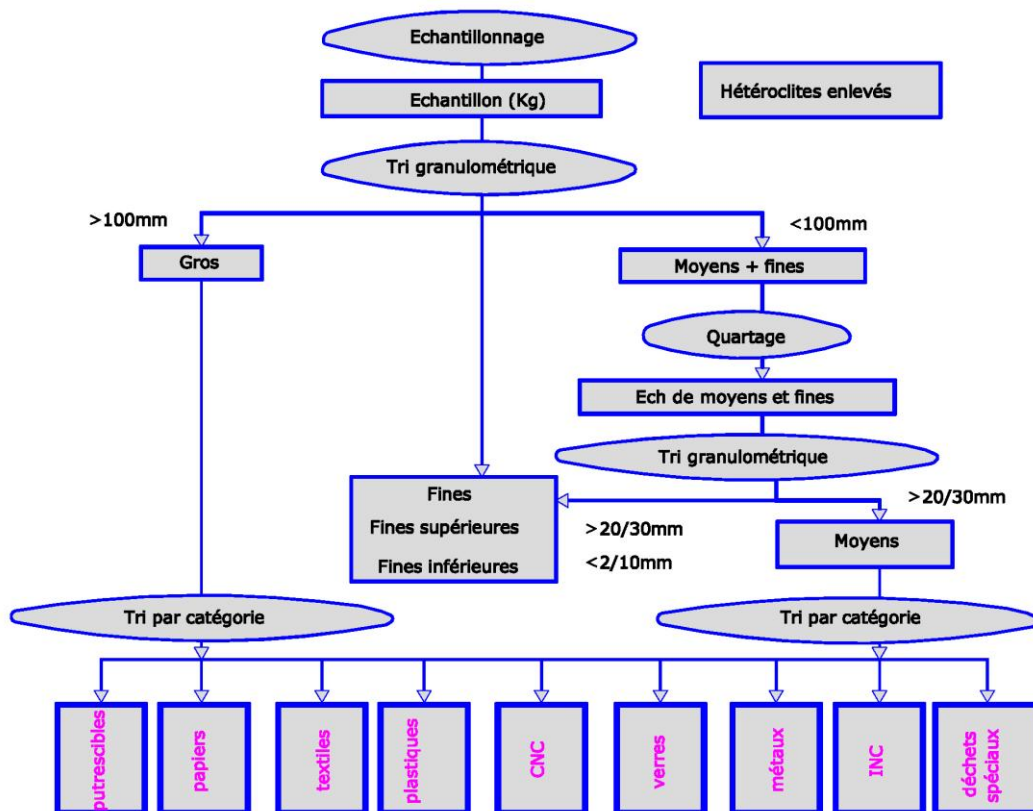 Echantillonnage
Echantillon (Kg)
Hétéroclites enlevés
Tri granulométrique
>100mm
<100mm
Gros
Moyens + fines
Quartage
Ech de moyens et fines
Tri granulométrique
>20/30mm
Fines
Fines supérieures
>20/30mm
Fines inférieures
<2/10mm
Moyens
Tri par catégorie
Tri par catégorie
putrescibles
papiers
textiles
plastiques
CNC
verres
métaux
INC
déchets
spéciaux